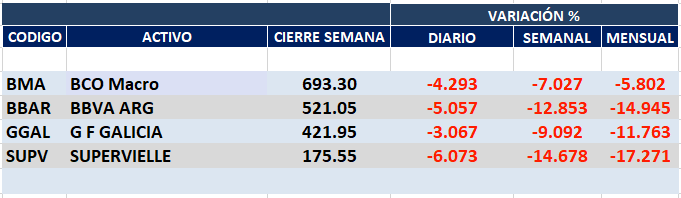 VARIACIÓN %
CODIGO ACTIVO CIERRE SEMANA DIARIO SEMANAL MENSUAL
BMA BCO Macro 693.30 -4.293 -7.027 -5.802
BBAR BBVA ARG 521.05 -5.057 -12.853 -14.945
GGAL G F GALICIA 421.95 -3.067 -9.092 -11.763
SUPV SUPERVIELLE 175.55 -6.073 -14.678 -17.271